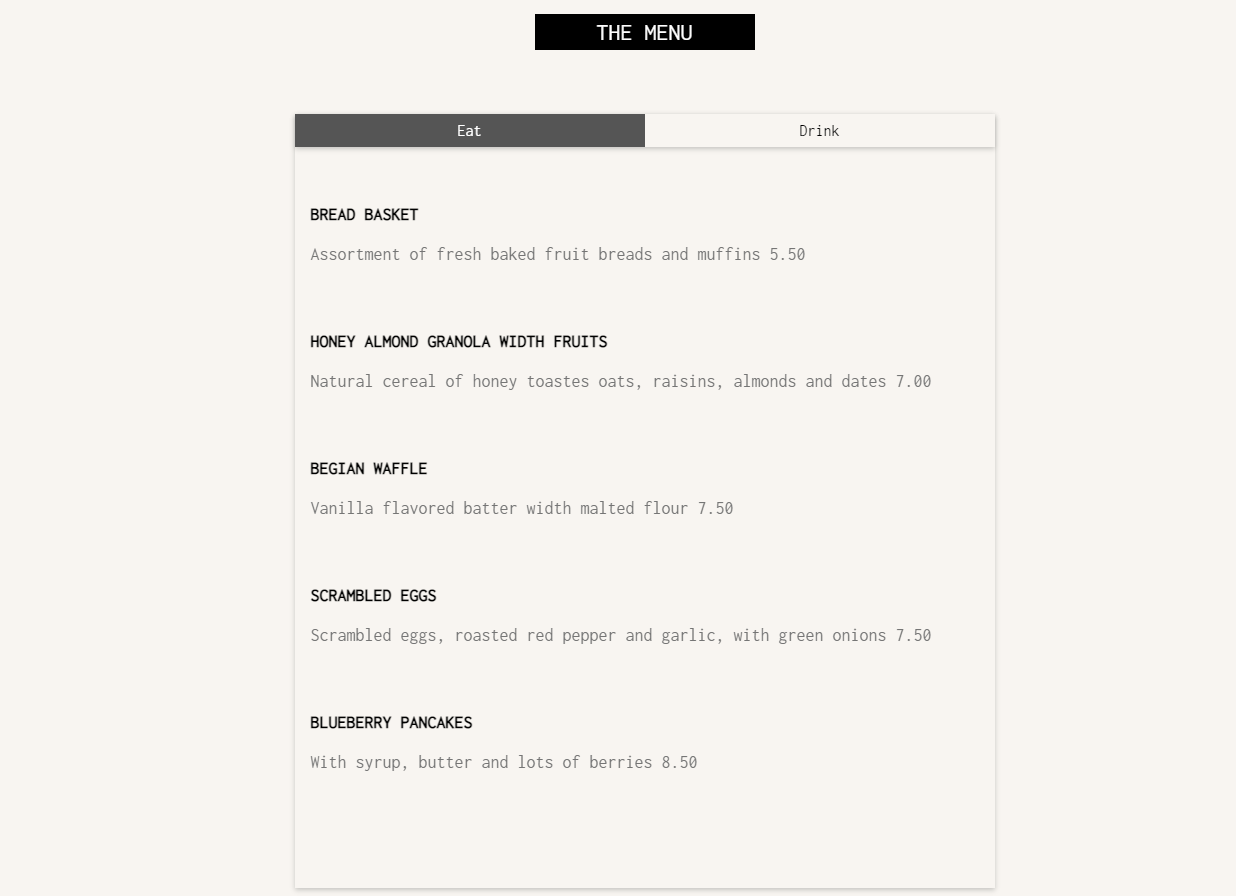 THE MENU
Eat
Drink
BREAD BASKET
Assortment of fresh baked fruit breads and muffins 5.50
HONEY ALMOND GRANOLA WIDTH FRUITS
Natural cereal of honey toastes oats, raisins, almonds and dates 7.00
BEGIAN WAFFLE
Vanilla flavored batter width malted flour 7.50
SCRAMBLED EGGS
Scrambled eggs, roasted red pepper and garlic, with green onions 7.50
BLUEBERRY PANCAKES
With syrup, butter and lots of berries 8.50